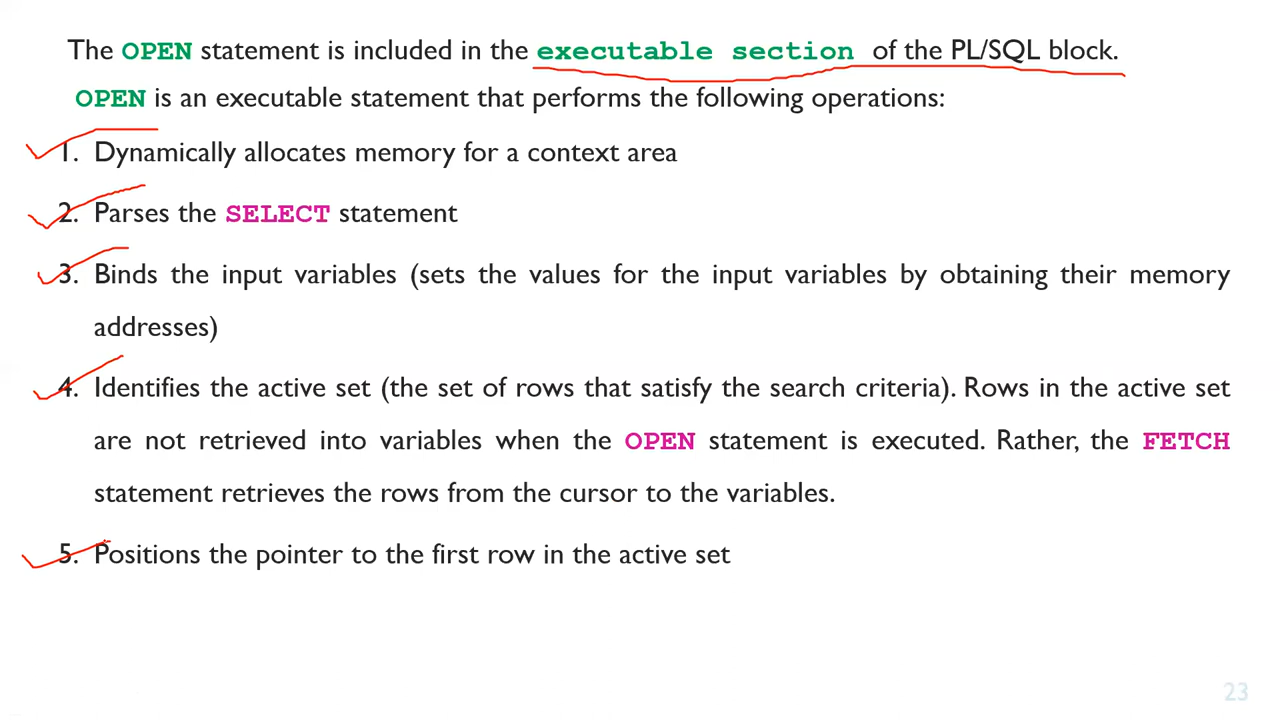 The OPEN statement is included in the executable section of the PL/SQL block.
OPEN is an executable statement that performs the following operations:
1. Dynamically allocates memory for a context area
2. Parses the SELECT statement
3. Binds the input variables (sets the values for the input variables by obtaining their memory
addresses)
4. Identifies the active set (the set of rows that satisfy the search criteria). Rows in the active set
are not retrieved into variables when the OPEN statement is executed. Rather, the FETCH
statement retrieves the rows from the cursor to the variables.
5. Positions the pointer to the first row in the active set
23